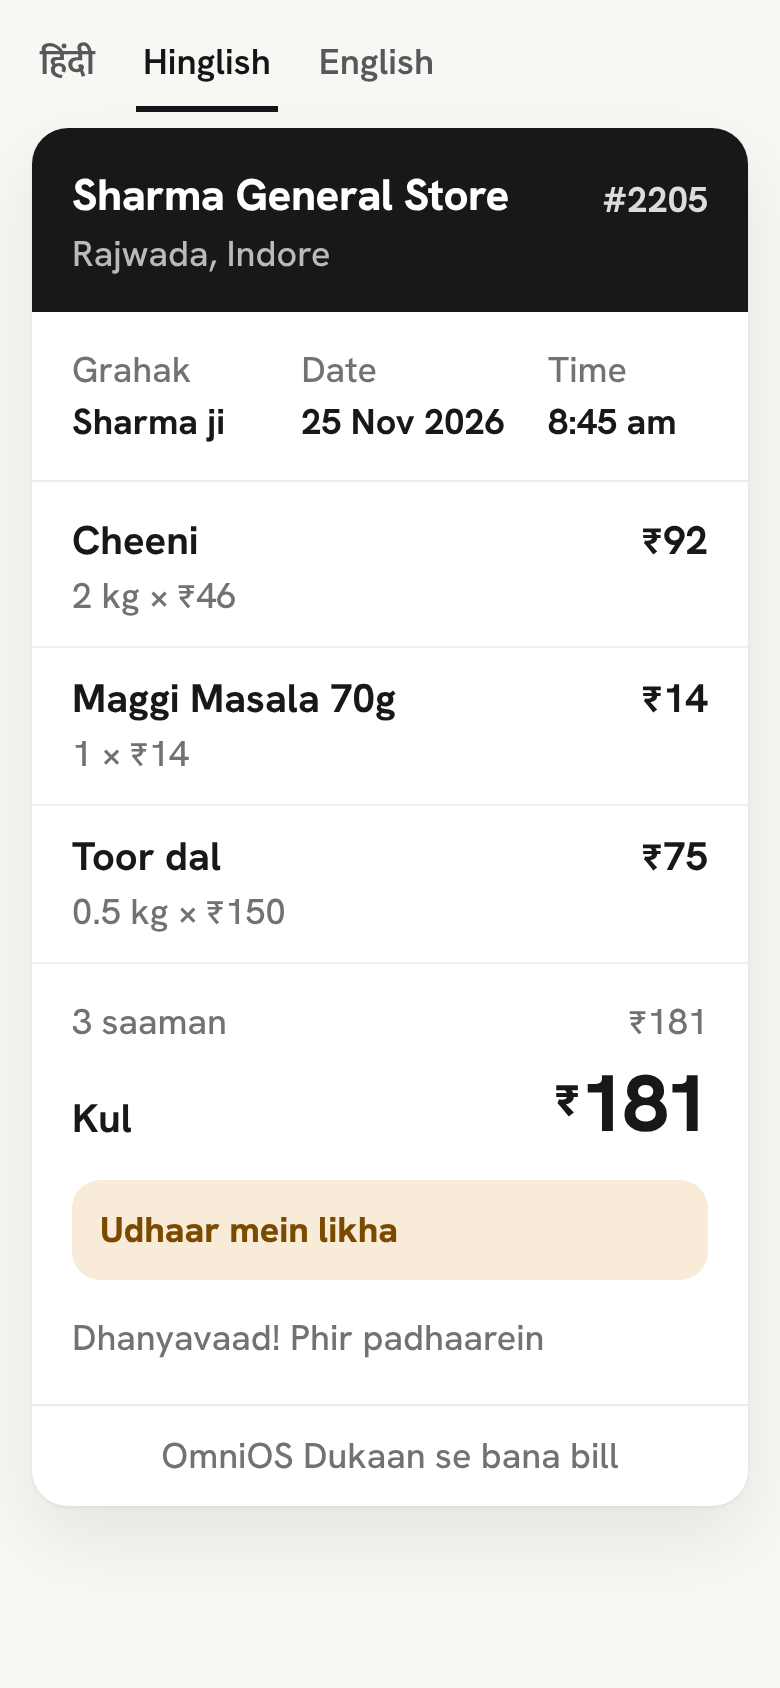 हिंदी Hinglish English
Sharma General Store #2205
Rajwada, Indore
Grahak Date Time
Sharma ji 25 Nov 2026 8:45 am
Cheeni ₹92
2 kg × ₹46
Maggi Masala 70g ₹14
1 × ₹14
Toor dal ₹75
0.5 kg × ₹150
3 saaman ₹181
Kul ₹181
Udhaar mein likha
Dhanyavaad! Phir padhaarein
OmniOS Dukaan se bana bill